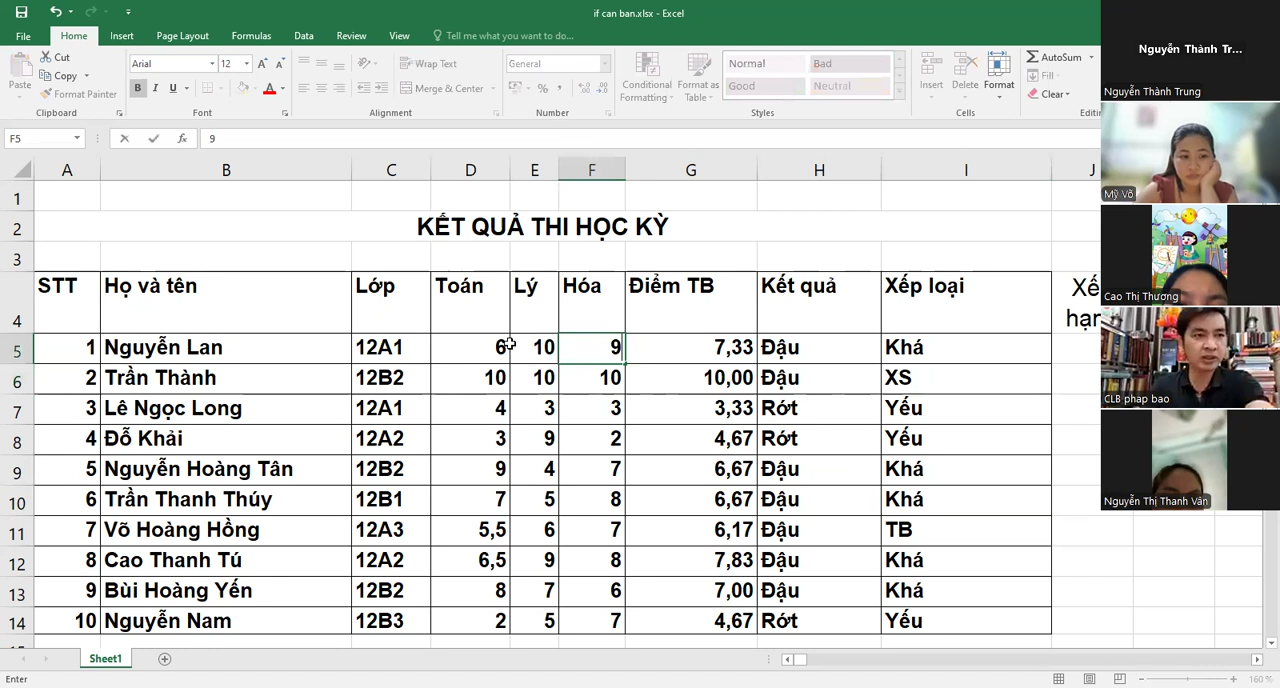 if can ban.xlsx - Excel
File Home Insert Page Layout Formulas Data Review View Tell me what you want to do...
Cut
Copy
Format Painter
Paste
Clipboard
Arial 12
B I U
Font
Wrap Text
Merge & Center
Alignment
General
Number
Conditional Formatting
Format as Table
Normal Bad
Good Neutral
Styles
Insert Delete Format
Cells
AutoSum
Fill
Clear
F5 9
A B C D E F G H I J
1
2 KẾT QUẢ THI HỌC KỲ
3
4 STT Họ và tên Lớp Toán Lý Hóa Điểm TB Kết quả Xếp loại
5 1 Nguyễn Lan 12A1 6 10 9 7,33 Đậu Khá
6 2 Trần Thành 12B2 10 10 10 10,00 Đậu XS
7 3 Lê Ngọc Long 12A1 4 3 3 3,33 Rớt Yếu
8 4 Đỗ Khải 12A2 3 9 2 4,67 Rớt Yếu
9 5 Nguyễn Hoàng Tân 12B2 9 4 7 6,67 Đậu Khá
10 6 Trần Thanh Thúy 12B1 7 5 8 6,67 Đậu Khá
11 7 Võ Hoàng Hồng 12A3 5,5 6 7 6,17 Đậu TB
12 8 Cao Thanh Tú 12A2 6,5 9 8 7,83 Đậu Khá
13 9 Bùi Hoàng Yến 12B2 8 7 6 7,00 Đậu Khá
14 10 Nguyễn Nam 12B3 2 5 7 4,67 Rớt Yếu
Sheet1
Enter
160 %
Nguyễn Thành Tr...
Nguyễn Thành Trung
Mỹ Võ
Cao Thị Thương
CLB phap bao
Nguyễn Thị Thanh Vân